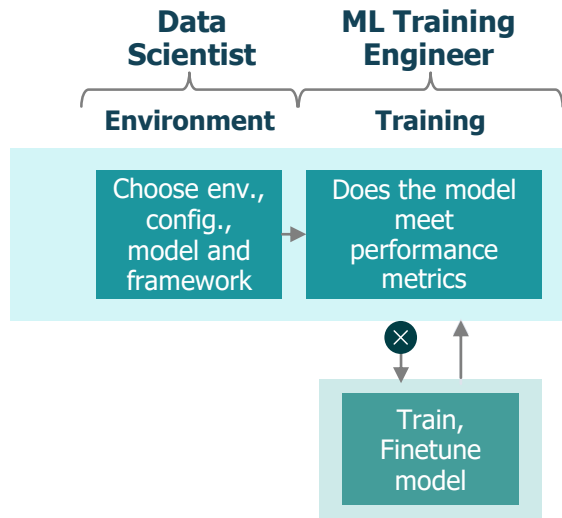 Data
Scientist
ML Training
Engineer
Environment
Training
Choose env.,
config.,
model and
framework
Does the model
meet
performance
metrics
Train,
Finetune
model